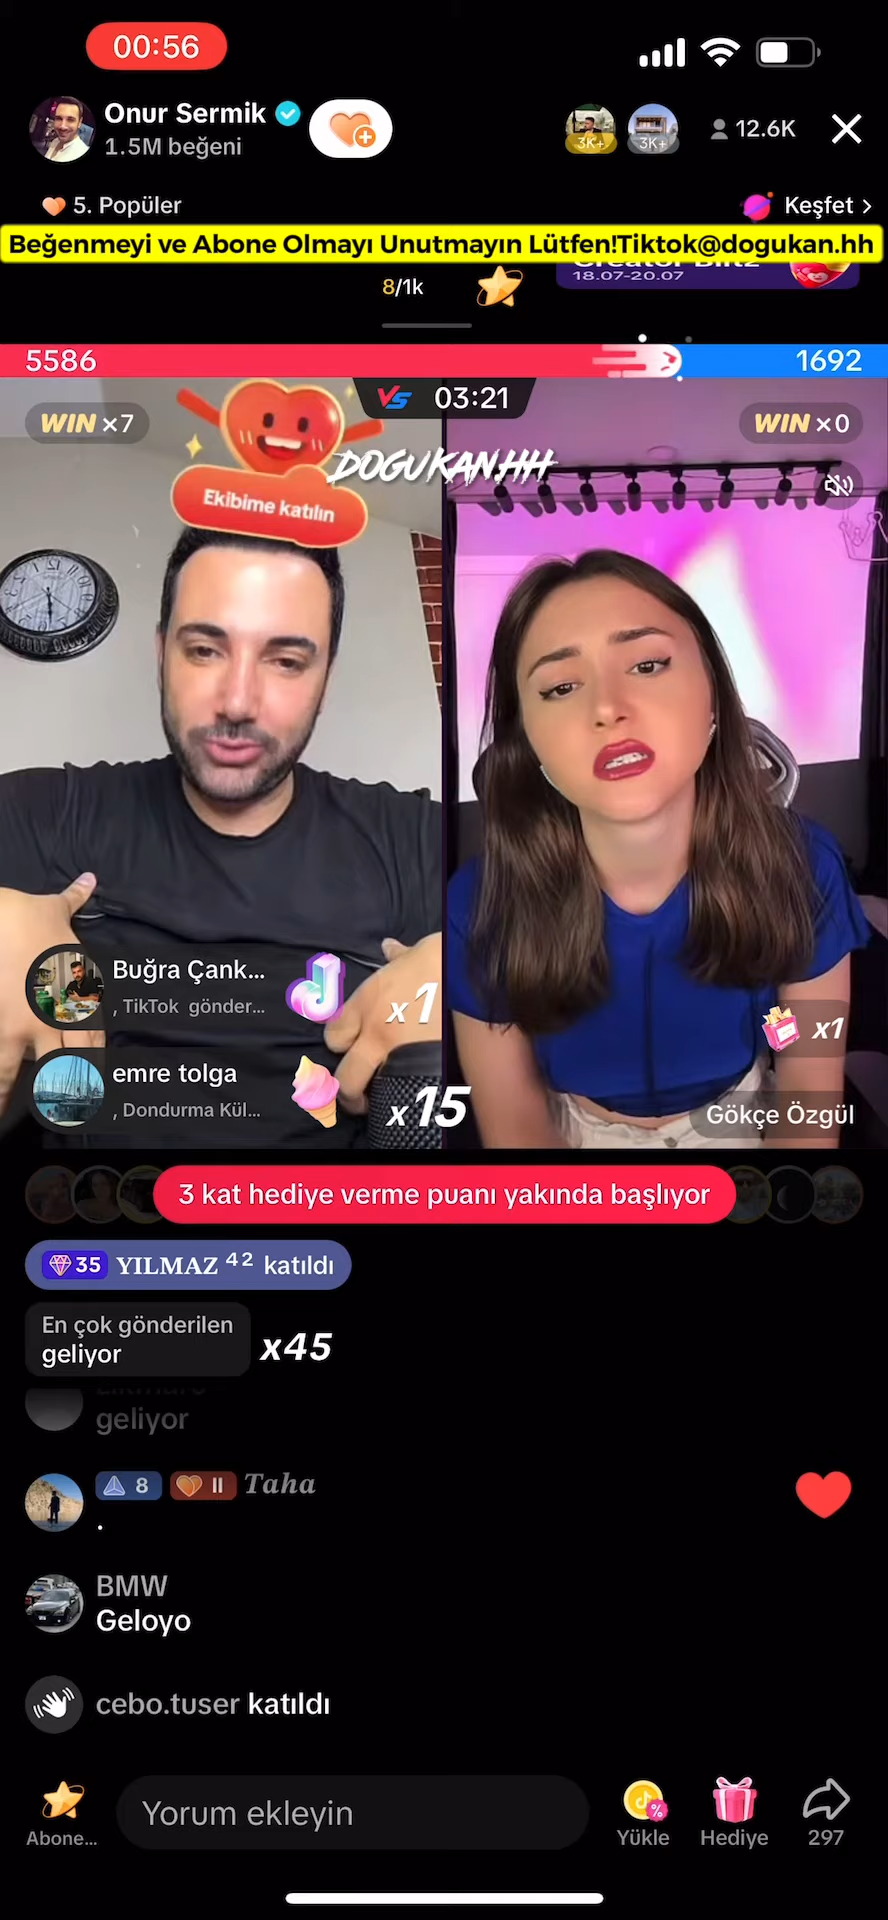 00:56
Onur Sermik
1.5M beğeni
3K+
3K+
12.6K
5. Popüler
Keşfet >
Beğenmeyi ve Abone Olmayı Unutmayın Lütfen!Tiktok@dogukan.hh
8/1k
18.07-20.07
5586
1692
VS 03:21
WIN x7
WIN x0
DOGUKAN.HH
Ekibime katılın
Buğra Çank...
, TikTok gönder...
x1
emre tolga
, Dondurma Kül...
x15
x1
Gökçe Özgül
3 kat hediye verme puanı yakında başlıyor
35 YILMAZ ⁴² katıldı
En çok gönderilen
geliyor
x45
geliyor
8 II Taha
.
BMW
Geloyo
cebo.tuser katıldı
Abone...
Yorum ekleyin
Yükle
Hediye
297